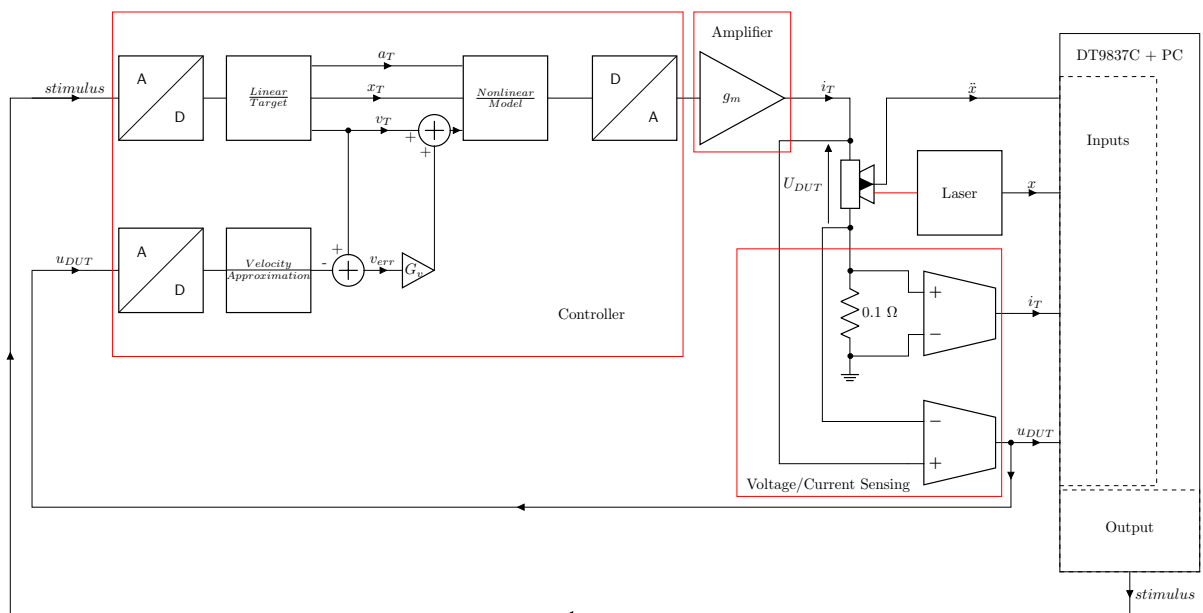 Amplifier
DT9837C + PC
stimulus
A
D
Linear
Target
a_T
x_T
v_T
+
+
Nonlinear
Model
D
A
g_m
i_T
ẍ
Inputs
U_DUT
Laser
x
u_DUT
A
D
Velocity
Approximation
-
+
v_err
G_v
Controller
+
−
0.1 Ω
i_T
−
+
u_DUT
Voltage/Current Sensing
Output
stimulus